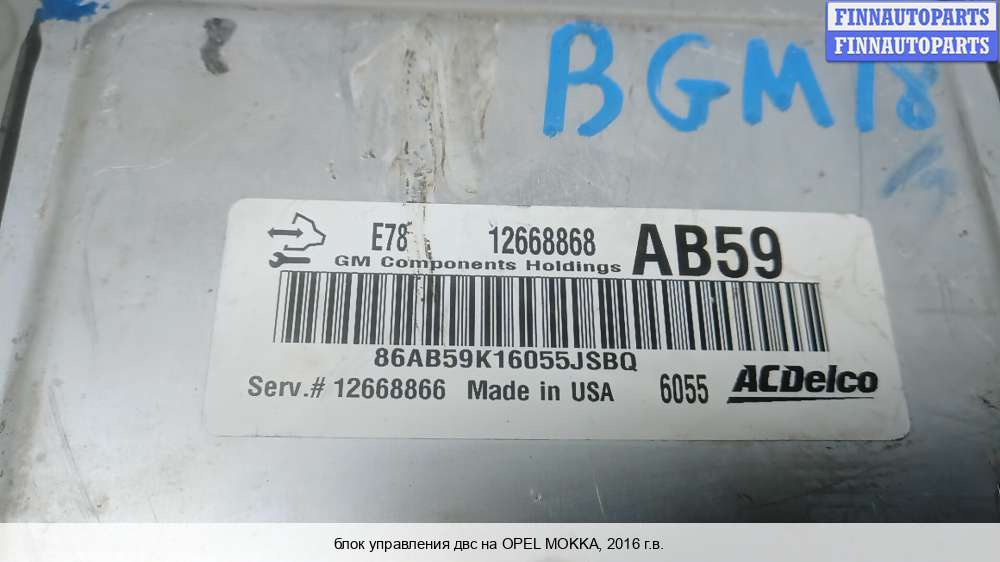 FINNAUTOPARTS
FINNAUTOPARTS
BGM18
E78 12668868 AB59
GM Components Holdings
86AB59K16055JSBQ
Serv.# 12668866 Made in USA 6055 ACDelco
блок управления двс на OPEL MOKKA, 2016 г.в.